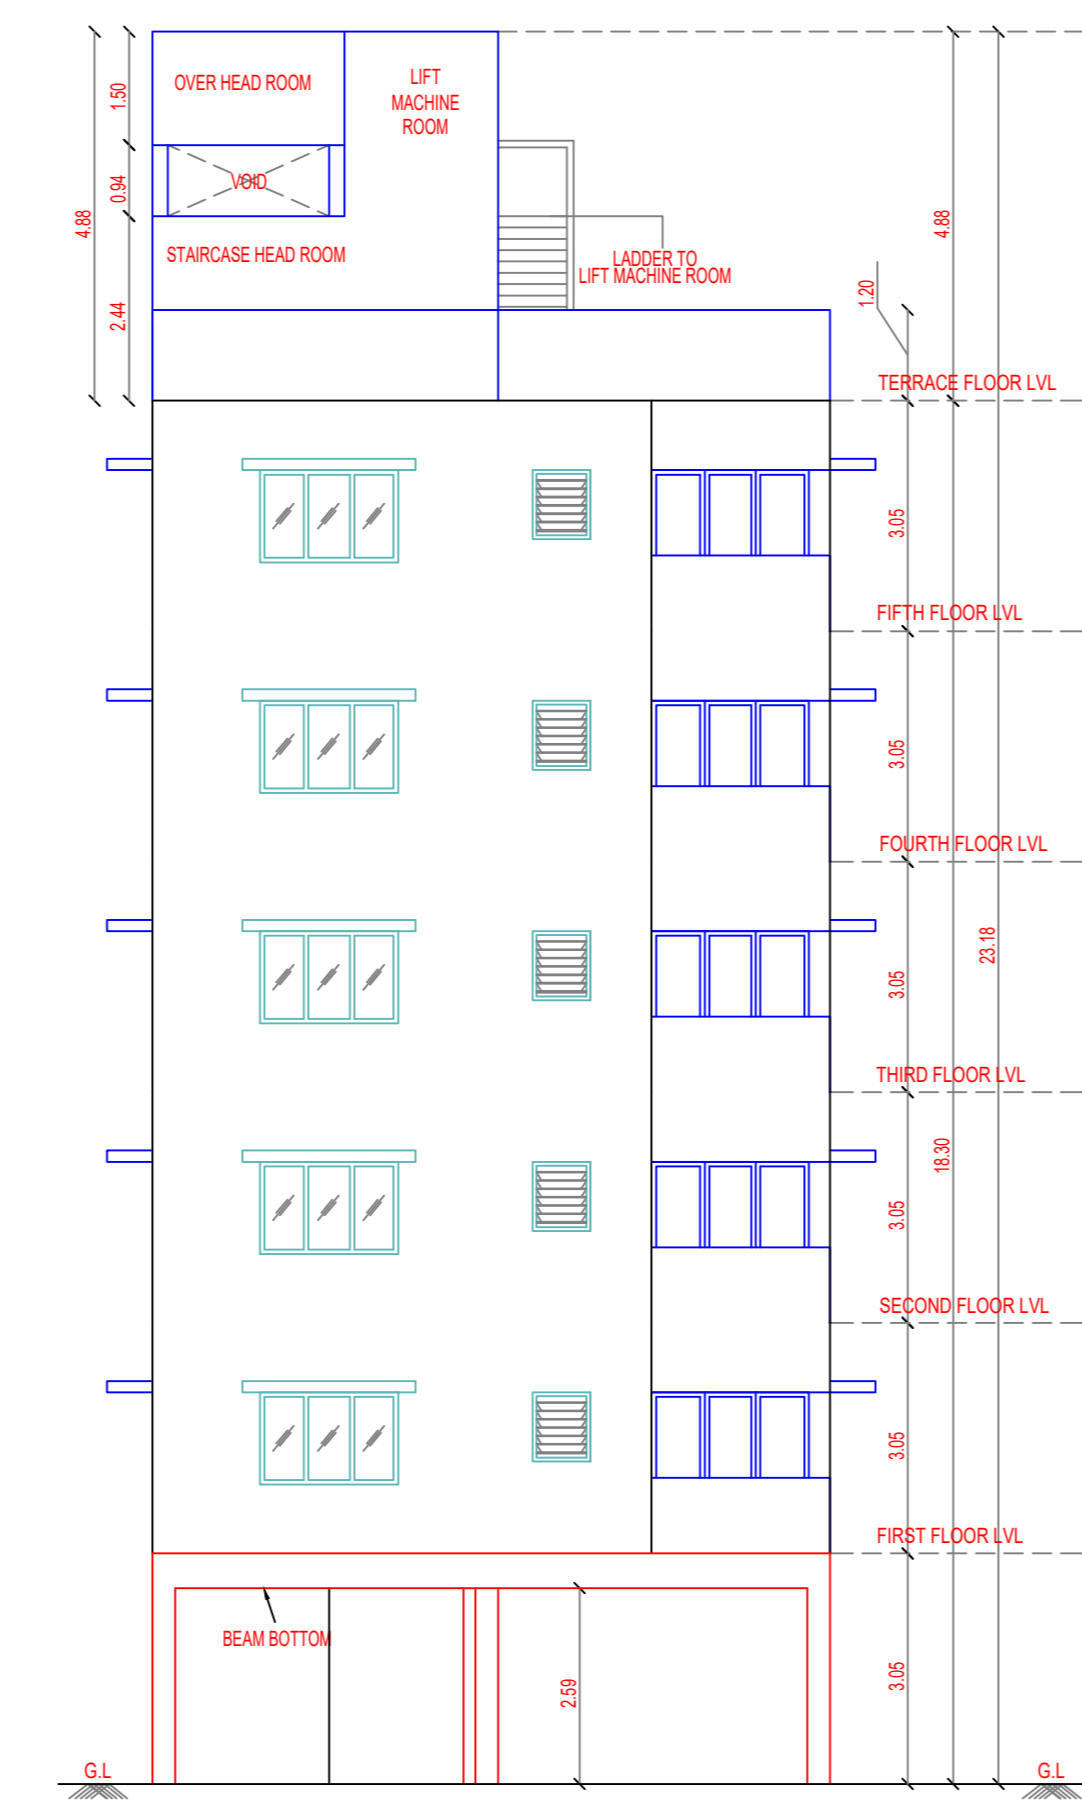 OVER HEAD ROOM
LIFT
MACHINE
ROOM
1.50
VOID
0.94
4.88
4.88
STAIRCASE HEAD ROOM
LADDER TO
LIFT MACHINE ROOM
1.20
2.44
TERRACE FLOOR LVL
3.05
FIFTH FLOOR LVL
3.05
FOURTH FLOOR LVL
23.18
3.05
THIRD FLOOR LVL
18.30
3.05
SECOND FLOOR LVL
3.05
FIRST FLOOR LVL
BEAM BOTTOM
2.59
3.05
G.L
G.L